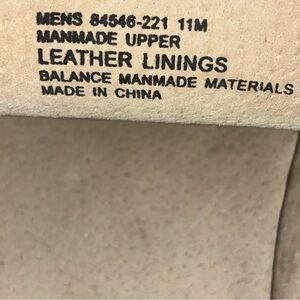 MENS 84546-221 11M
MANMADE UPPER
LEATHER LININGS
BALANCE MANMADE MATERIALS
MADE IN CHINA